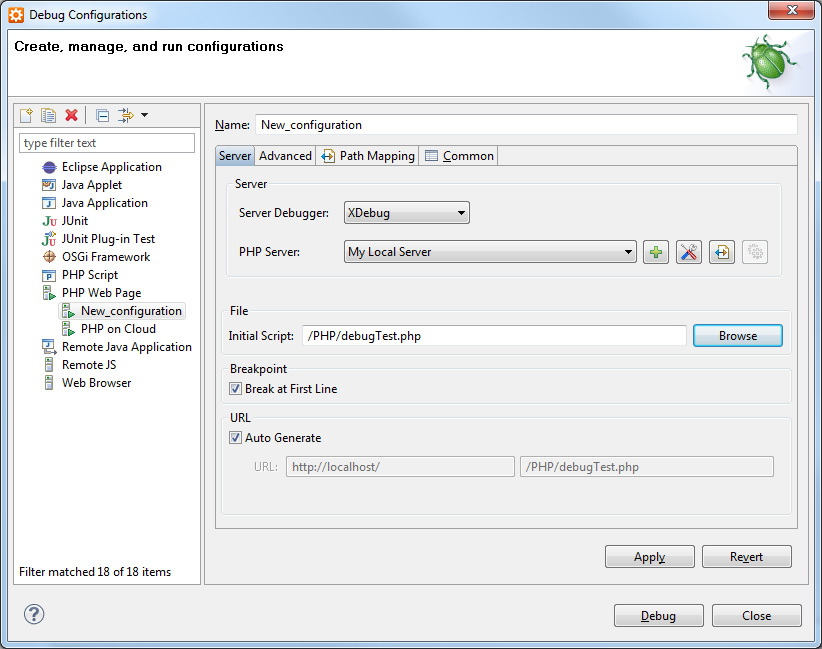 Debug Configurations
Create, manage, and run configurations
type filter text
Eclipse Application
Java Applet
Java Application
JUnit
JUnit Plug-in Test
OSGi Framework
PHP Script
PHP Web Page
New_configuration
PHP on Cloud
Remote Java Application
Remote JS
Web Browser
Filter matched 18 of 18 items
Name: New_configuration
Server Advanced Path Mapping Common
Server
Server Debugger: XDebug
PHP Server: My Local Server
File
Initial Script: /PHP/debugTest.php Browse
Breakpoint
Break at First Line
URL
Auto Generate
URL: http://localhost/ /PHP/debugTest.php
Apply Revert
Debug Close